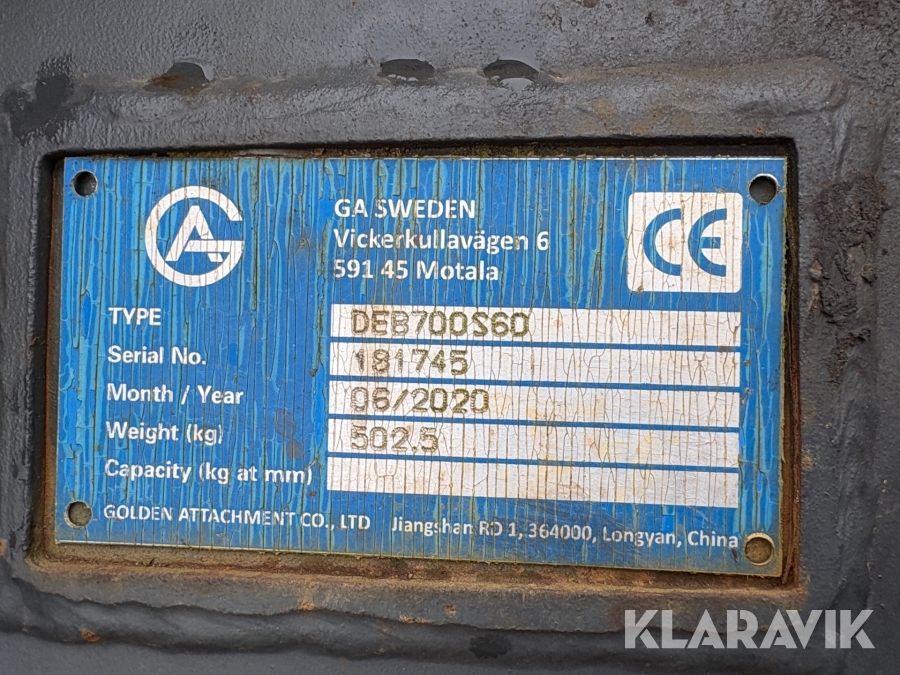 GA
GA SWEDEN
Vickerkullavägen 6
591 45 Motala
CE
TYPE DEB700S60
Serial No. 181745
Month / Year 06/2020
Weight (kg) 502.5
Capacity (kg at mm)
GOLDEN ATTACHMENT CO., LTD Jiangshan RD 1, 364000, Longyan, China
KLARAVIK